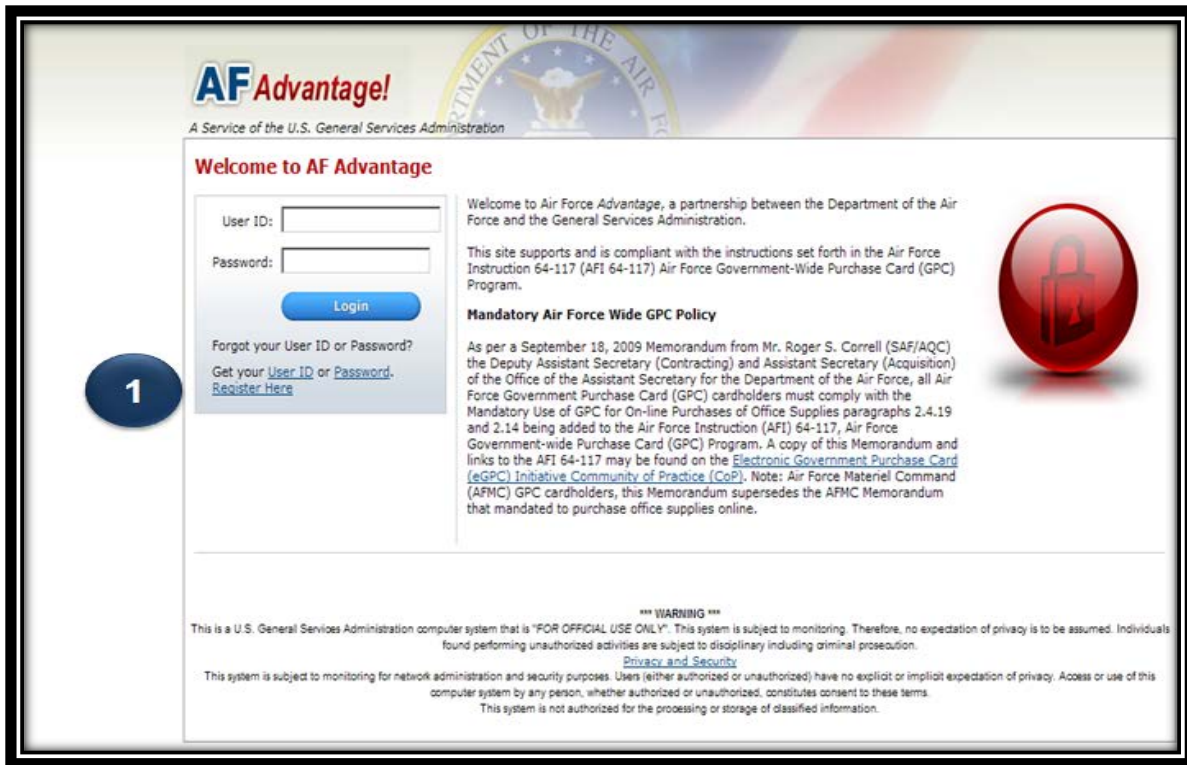 DEPARTMENT OF THE AIR FO
AF Advantage!
A Service of the U.S. General Services Administration
Welcome to AF Advantage
User ID:
Password:
Login
Forgot your User ID or Password?
Get your User ID or Password.
Register Here
1
Welcome to Air Force Advantage, a partnership between the Department of the Air
Force and the General Services Administration.
This site supports and is compliant with the instructions set forth in the Air Force
Instruction 64-117 (AFI 64-117) Air Force Government-Wide Purchase Card (GPC)
Program.
Mandatory Air Force Wide GPC Policy
As per a September 18, 2009 Memorandum from Mr. Roger S. Correll (SAF/AQC)
the Deputy Assistant Secretary (Contracting) and Assistant Secretary (Acquisition)
of the Office of the Assistant Secretary for the Department of the Air Force, all Air
Force Government Purchase Card (GPC) cardholders must comply with the
Mandatory Use of GPC for On-line Purchases of Office Supplies paragraphs 2.4.19
and 2.14 being added to the Air Force Instruction (AFI) 64-117, Air Force
Government-wide Purchase Card (GPC) Program. A copy of this Memorandum and
links to the AFI 64-117 may be found on the Electronic Government Purchase Card
(eGPC) Initiative Community of Practice (CoP). Note: Air Force Materiel Command
(AFMC) GPC cardholders, this Memorandum supersedes the AFMC Memorandum
that mandated to purchase office supplies online.
*** WARNING ***
This is a U.S. General Services Administration computer system that is "FOR OFFICIAL USE ONLY". This system is subject to monitoring. Therefore, no expectation of privacy is to be assumed. Individuals
found performing unauthorized activities are subject to disciplinary including criminal prosecution.
Privacy and Security
This system is subject to monitoring for network administration and security purposes. Users (either authorized or unauthorized) have no explicit or implicit expectation of privacy. Access or use of this
computer system by any person, whether authorized or unauthorized, constitutes consent to these terms.
This system is not authorized for the processing or storage of classified information.